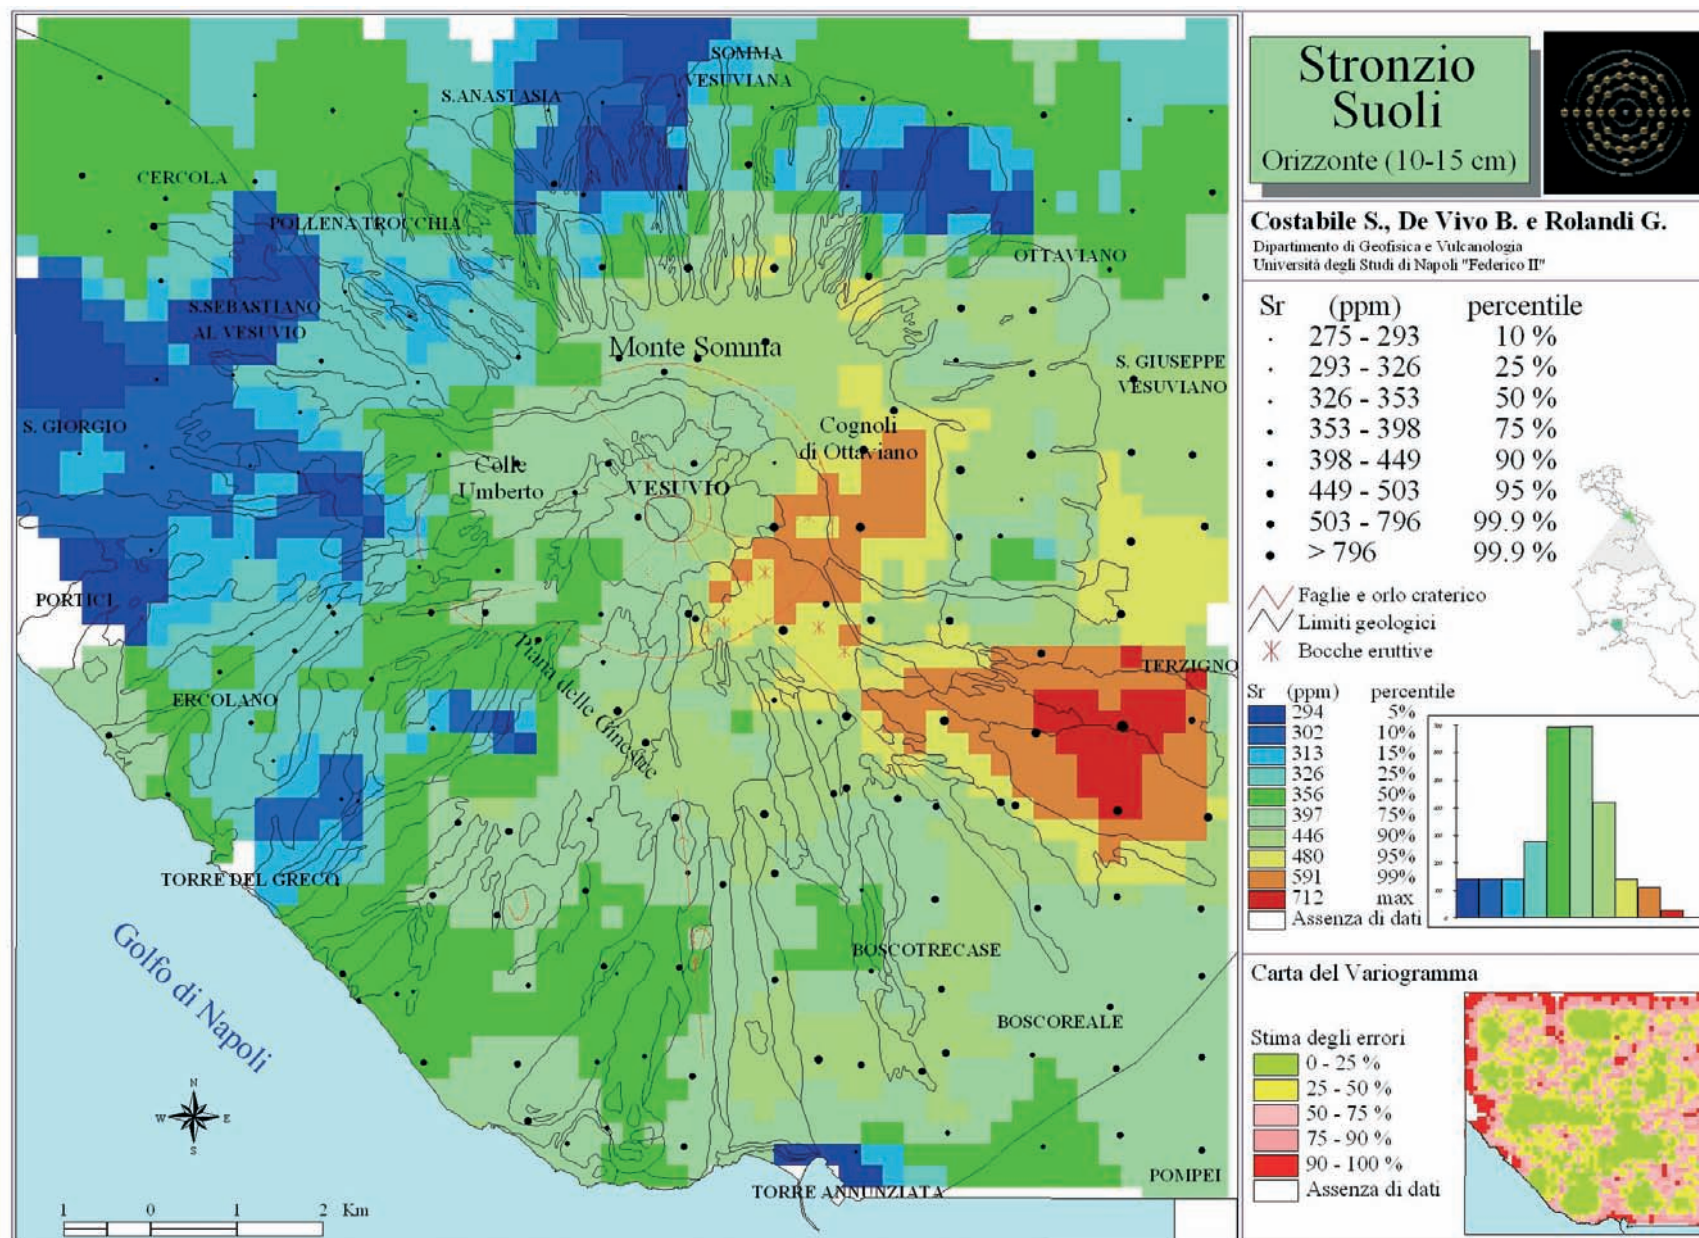 SOMMA
VESUVIANA
S.ANASTASIA
CERCOLA
POLLENA TROCCHIA
OTTAVIANO
S.SEBASTIANO
AL VESUVIO
Monte Somma
S. GIUSEPPE
VESUVIANO
S. GIORGIO
Cognoli
di Ottaviano
Colle
Umberto
VESUVIO
PORTICI
Piana delle Ginestre
TERZIGNO
ERCOLANO
TORRE DEL GRECO
Golfo di Napoli
BOSCOTRECASE
BOSCOREALE
N
W E
S
POMPEI
TORRE ANNUNZIATA
1 0 1 2 Km
Stronzio
Suoli
Orizzonte (10-15 cm)
Costabile S., De Vivo B. e Rolandi G.
Dipartimento di Geofisica e Vulcanologia
Università degli Studi di Napoli "Federico II"
Sr (ppm) percentile
275 - 293 10 %
293 - 326 25 %
326 - 353 50 %
353 - 398 75 %
398 - 449 90 %
449 - 503 95 %
503 - 796 99.9 %
> 796 99.9 %
Faglie e orlo craterico
Limiti geologici
Bocche eruttive
Sr (ppm) percentile
294 5%
302 10%
313 15%
326 25%
356 50%
397 75%
446 90%
480 95%
591 99%
712 max
Assenza di dati
Carta del Variogramma
Stima degli errori
0 - 25 %
25 - 50 %
50 - 75 %
75 - 90 %
90 - 100 %
Assenza di dati